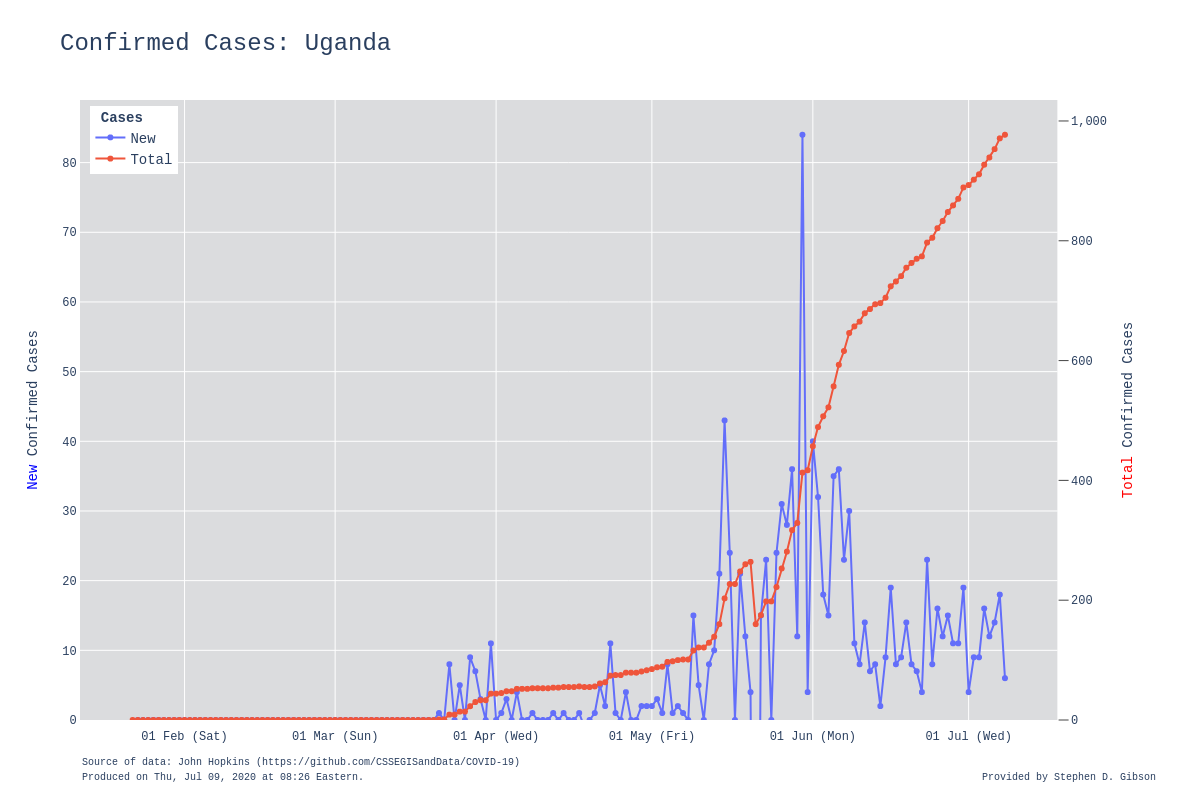 Confirmed Cases: Uganda
Cases
New
Total
80
70
60
50
40
30
20
10
0
1,000
800
600
400
200
0
New Confirmed Cases
Total Confirmed Cases
01 Feb (Sat)
01 Mar (Sun)
01 Apr (Wed)
01 May (Fri)
01 Jun (Mon)
01 Jul (Wed)
Source of data: John Hopkins (https://github.com/CSSEGISandData/COVID-19)
Produced on Thu, Jul 09, 2020 at 08:26 Eastern.
Provided by Stephen D. Gibson